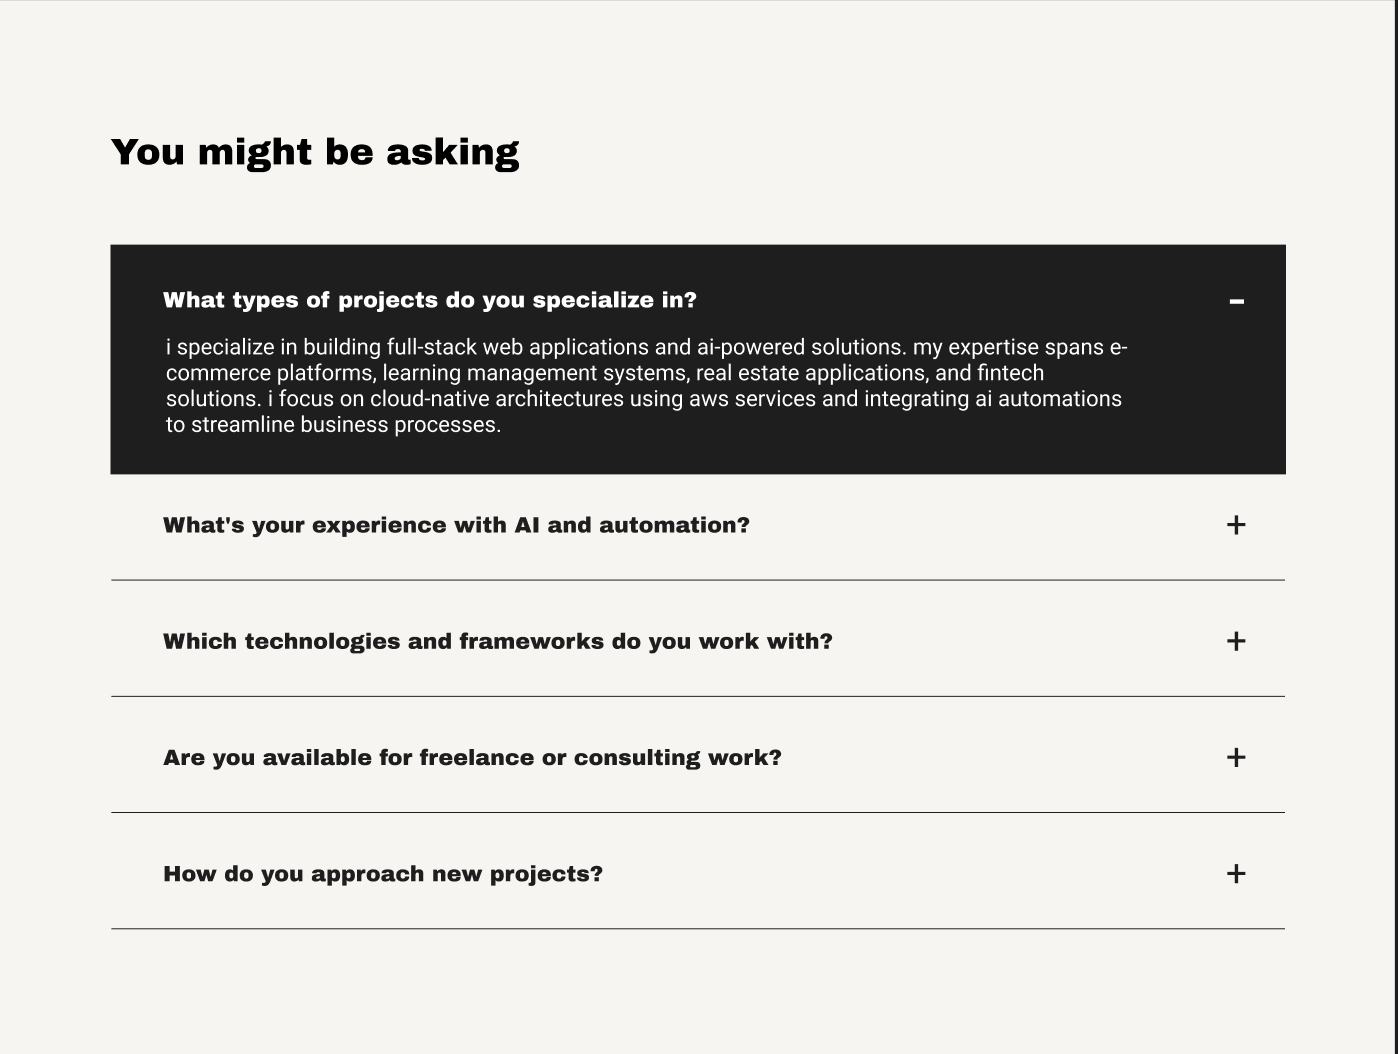 You might be asking
What types of projects do you specialize in?
i specialize in building full-stack web applications and ai-powered solutions. my expertise spans e-
commerce platforms, learning management systems, real estate applications, and fintech
solutions. i focus on cloud-native architectures using aws services and integrating ai automations
to streamline business processes.
What's your experience with AI and automation?
Which technologies and frameworks do you work with?
Are you available for freelance or consulting work?
How do you approach new projects?